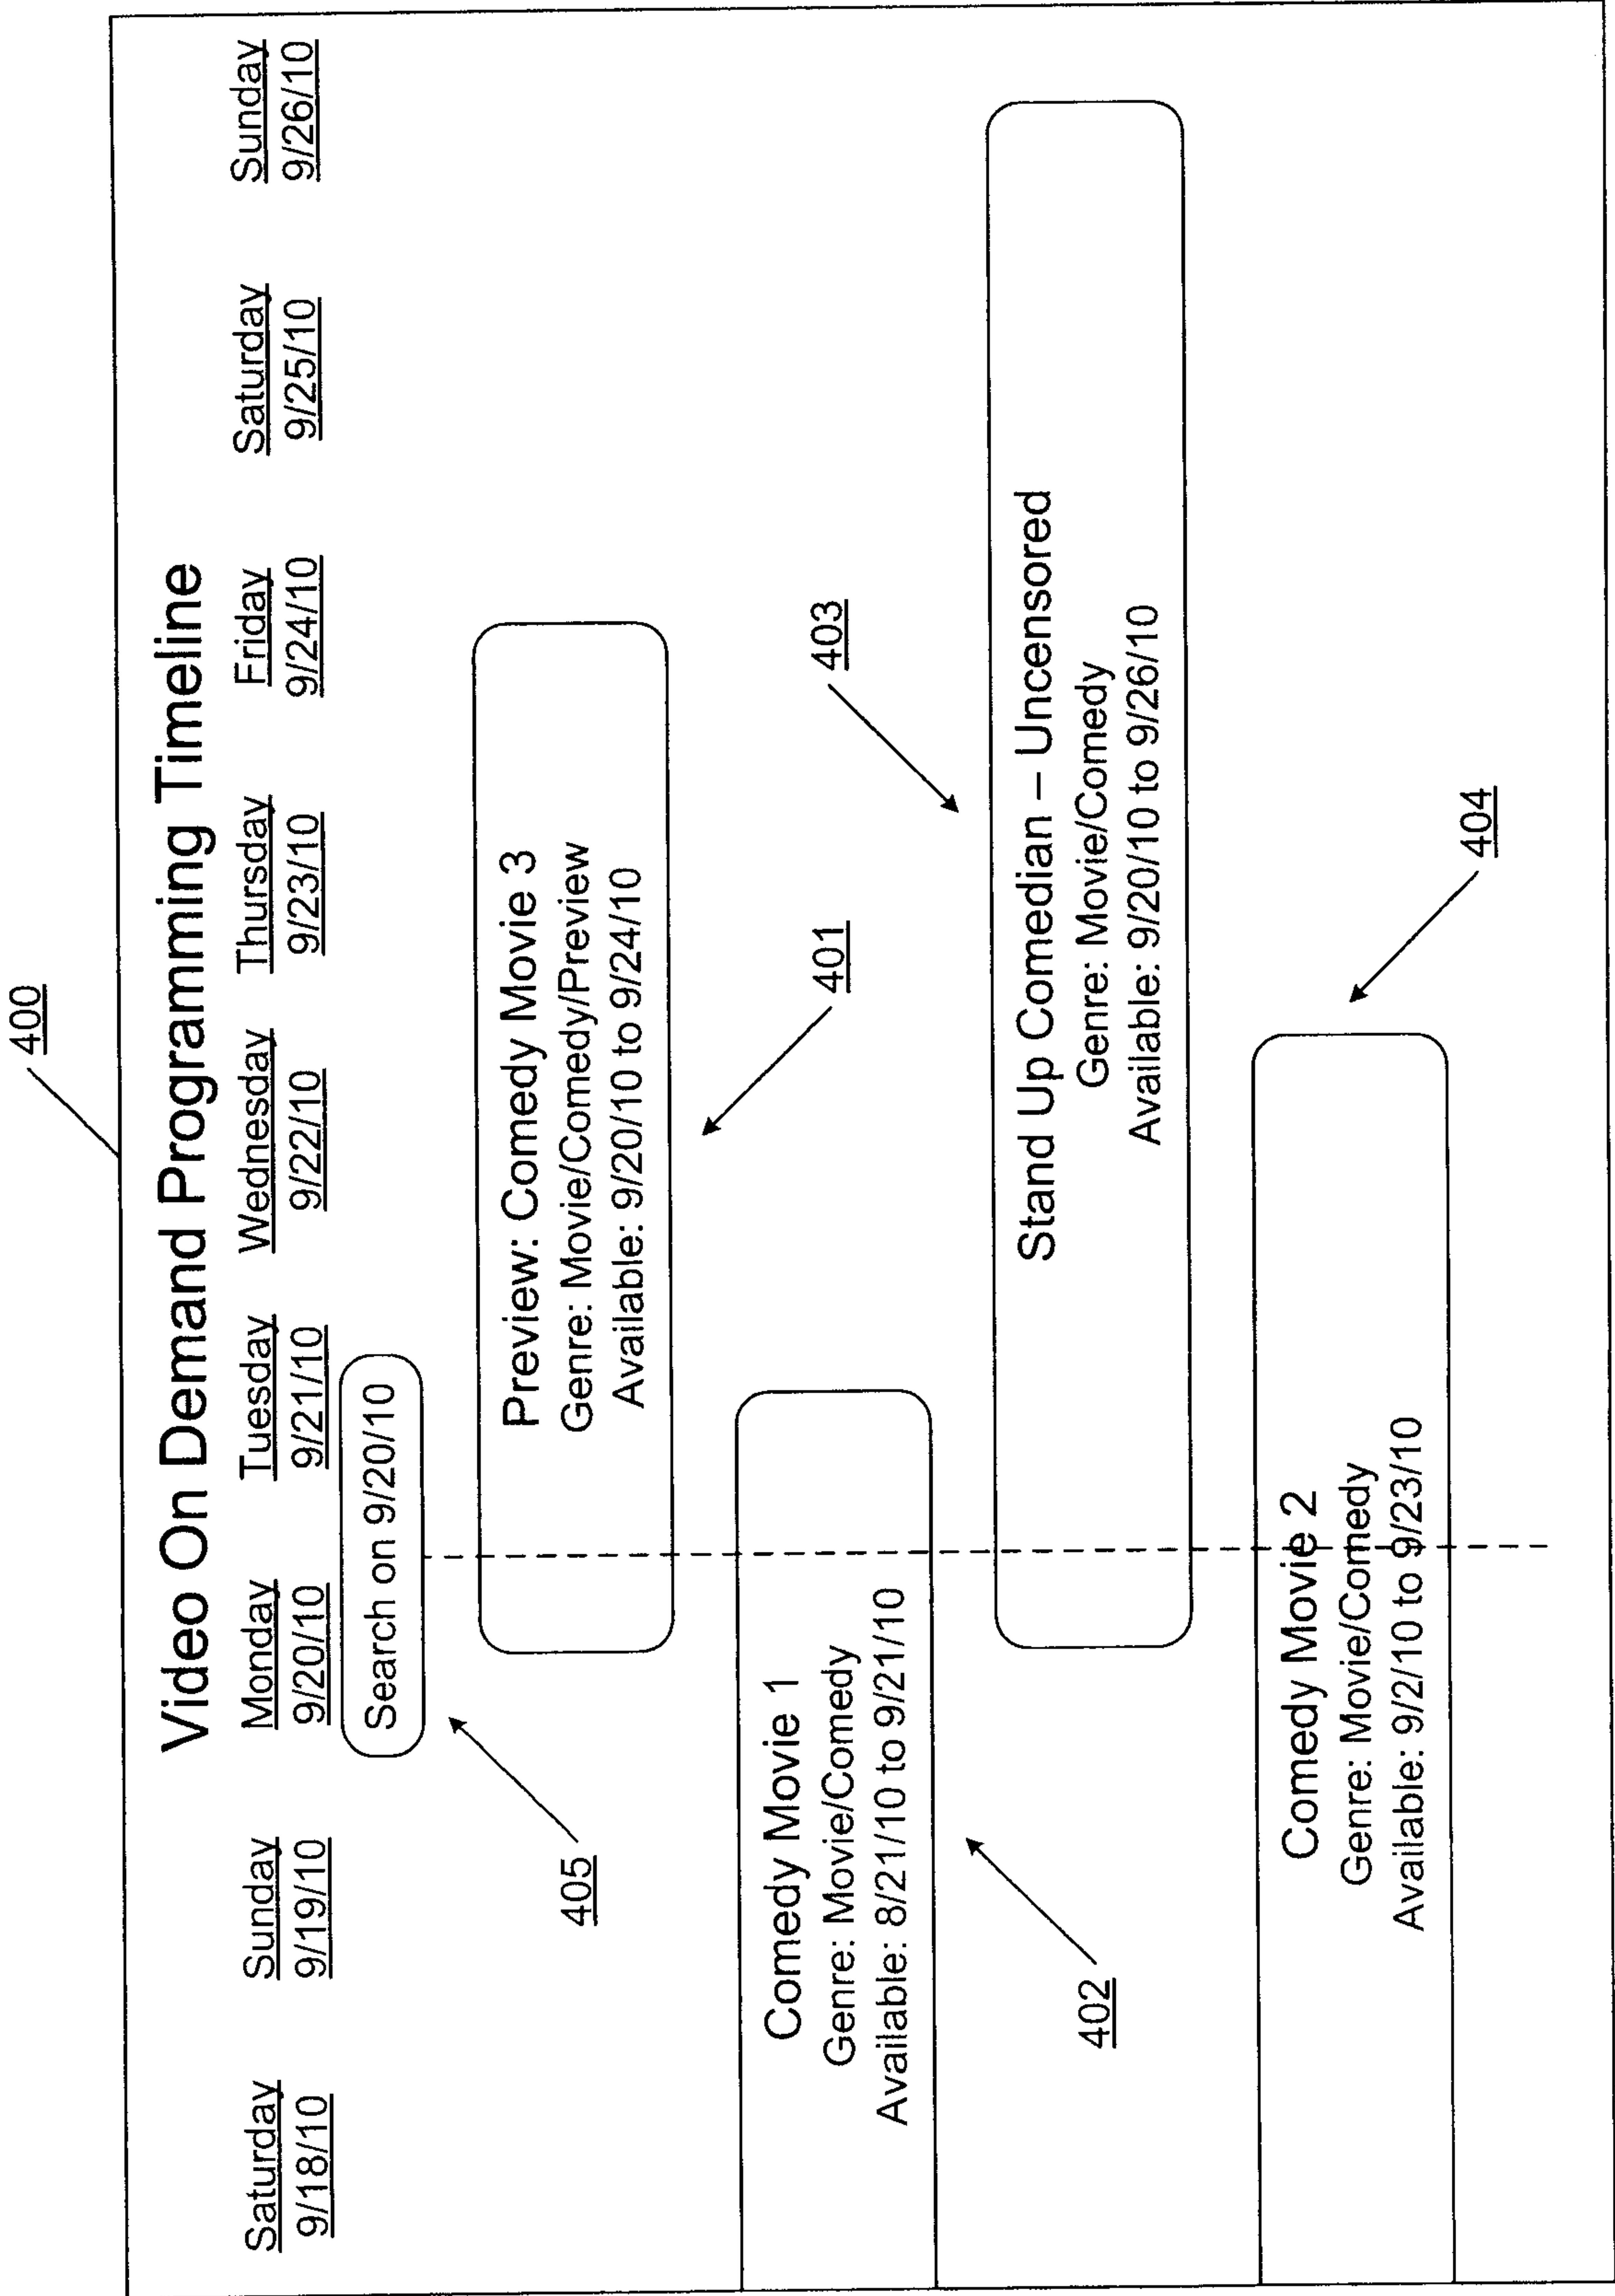 400
Video On Demand Programming Timeline
Saturday Sunday Monday Tuesday Wednesday Thursday Friday Saturday Sunday
9/18/10 9/19/10 9/20/10 9/21/10 9/22/10 9/23/10 9/24/10 9/25/10 9/26/10
Search on 9/20/10
405
Preview: Comedy Movie 3
Genre: Movie/Comedy/Preview
Available: 9/20/10 to 9/24/10
401
Comedy Movie 1
Genre: Movie/Comedy
Available: 8/21/10 to 9/21/10
402
403
Stand Up Comedian – Uncensored
Genre: Movie/Comedy
Available: 9/20/10 to 9/26/10
404
Comedy Movie 2
Genre: Movie/Comedy
Available: 9/2/10 to 9/23/10